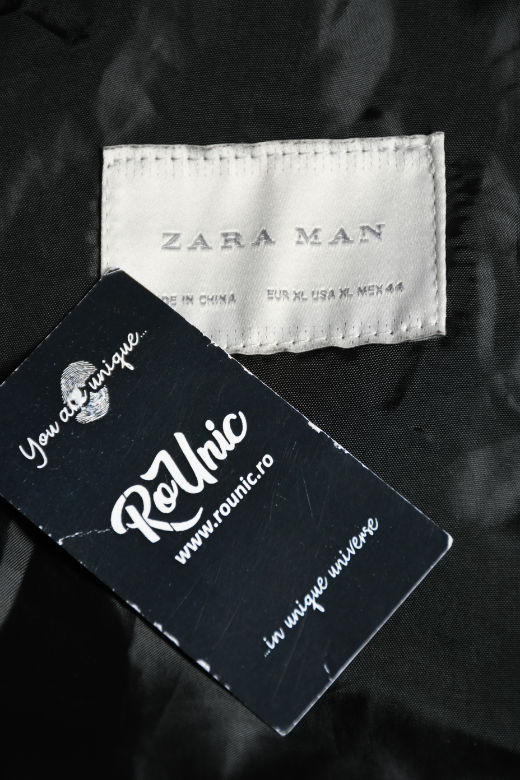 ZARA MAN
DE IN CHINA EUR XL USA XL MEX 44
You are unique...
RoUnic
www.rounic.ro
...in unique universe